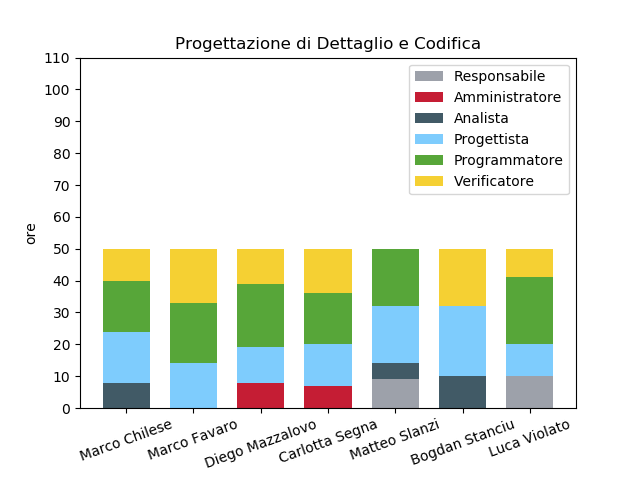 Progettazione di Dettaglio e Codifica
110
100
90
80
70
60
50
40
30
20
10
0
ore
Responsabile
Amministratore
Analista
Progettista
Programmatore
Verificatore
Marco Chilese
Marco Favaro
Diego Mazzalovo
Carlotta Segna
Matteo Slanzi
Bogdan Stanciu
Luca Violato